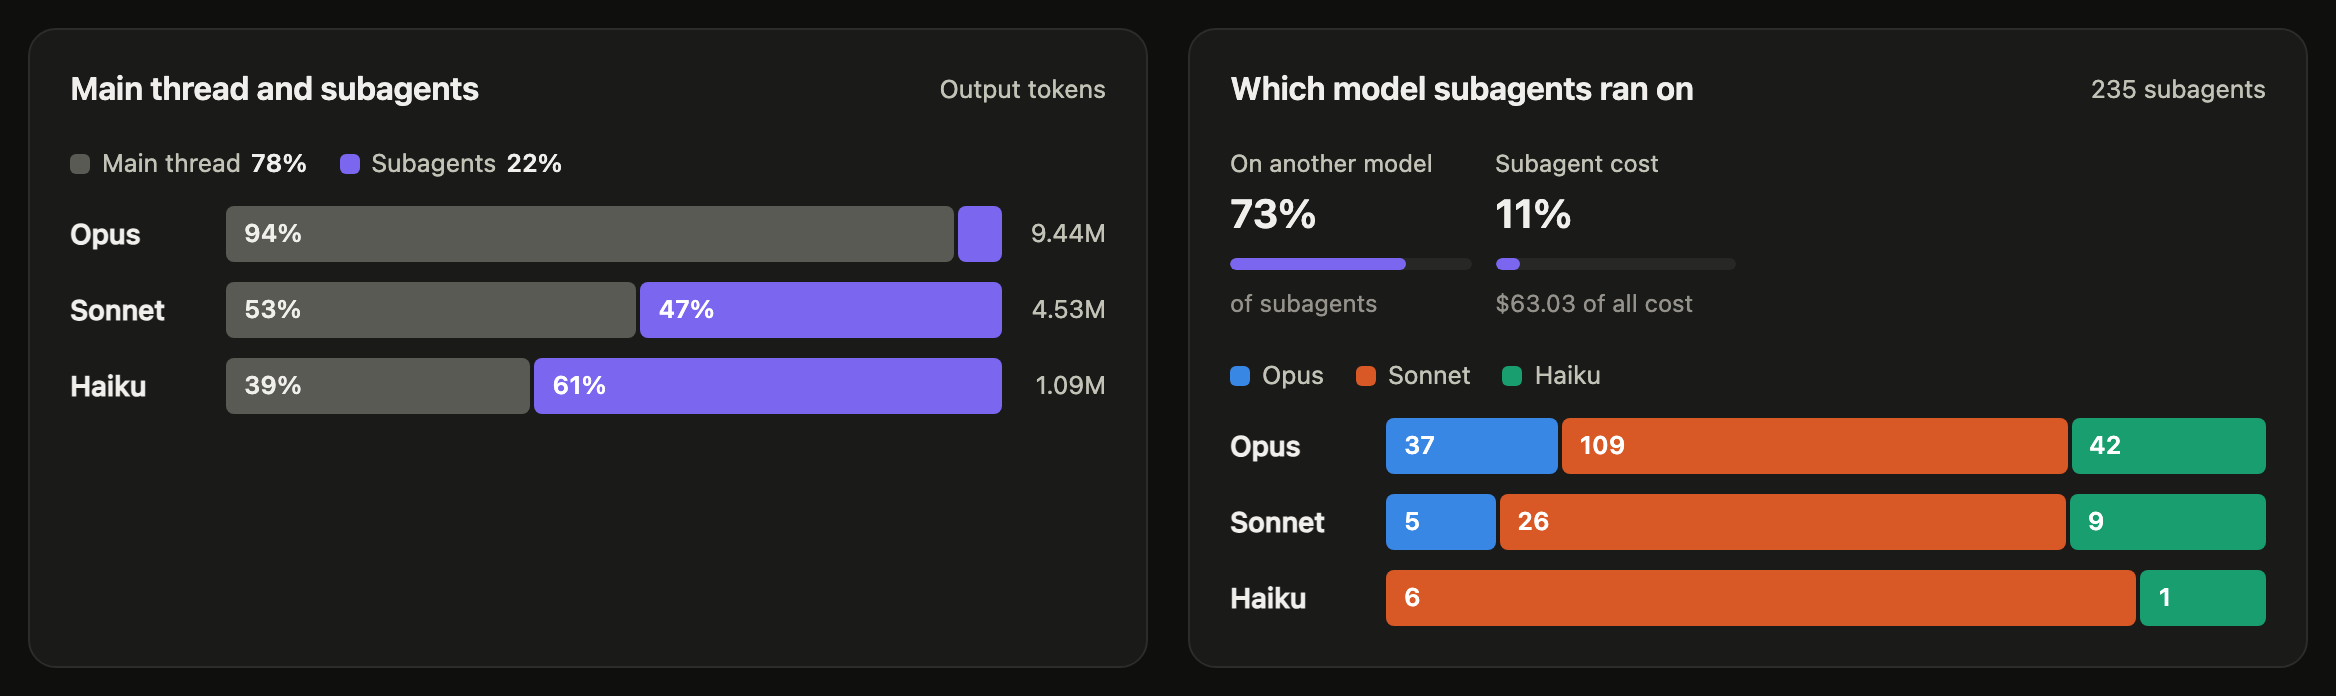 Main thread and subagents
Output tokens
Main thread 78% Subagents 22%
Opus 94% 9.44M
Sonnet 53% 47% 4.53M
Haiku 39% 61% 1.09M
Which model subagents ran on
235 subagents
On another model
73%
of subagents
Subagent cost
11%
$63.03 of all cost
Opus Sonnet Haiku
Opus 37 109 42
Sonnet 5 26 9
Haiku 6 1